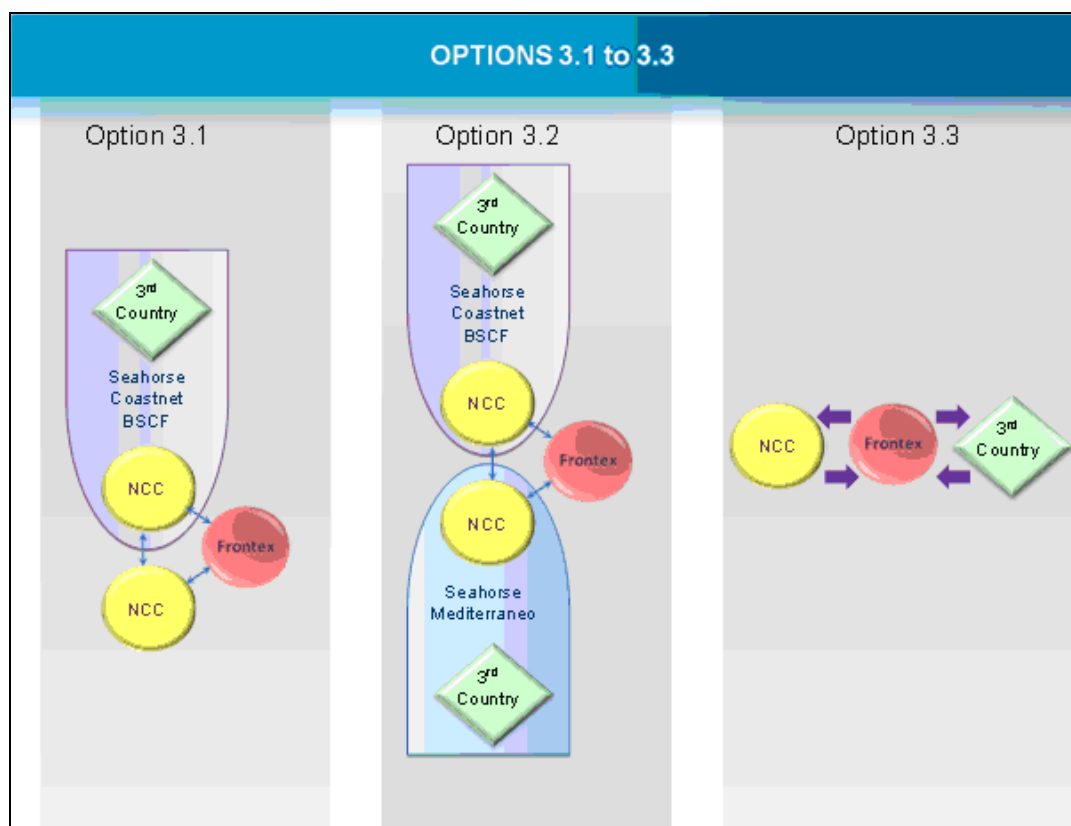 OPTIONS 3.1 to 3.3
Option 3.1
3rd
Country
Seahorse
Coastnet
BSCF
NCC
Frontex
NCC
Option 3.2
3rd
Country
Seahorse
Coastnet
BSCF
NCC
Frontex
NCC
Seahorse
Mediterraneo
3rd
Country
Option 3.3
NCC
Frontex
3rd
Country